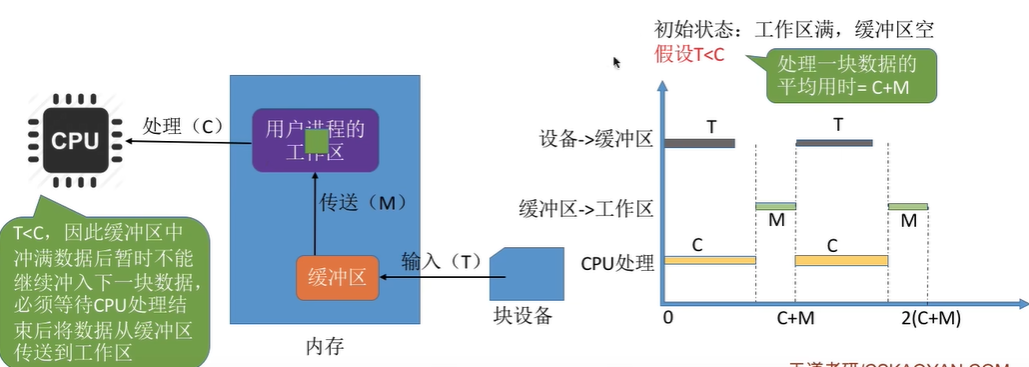 初始状态：工作区满，缓冲区空
假设T<C
处理一块数据的
平均用时= C+M
CPU
处理（C）
用户进程的
工作区
传送（M）
缓冲区
输入（T）
块设备
内存
T<C，因此缓冲区中
冲满数据后暂时不能
继续冲入下一块数据，
必须等待CPU处理结
束后将数据从缓冲区
传送到工作区
设备->缓冲区
T
T
缓冲区->工作区
M
M
CPU处理
C
C
0
C+M
2(C+M)